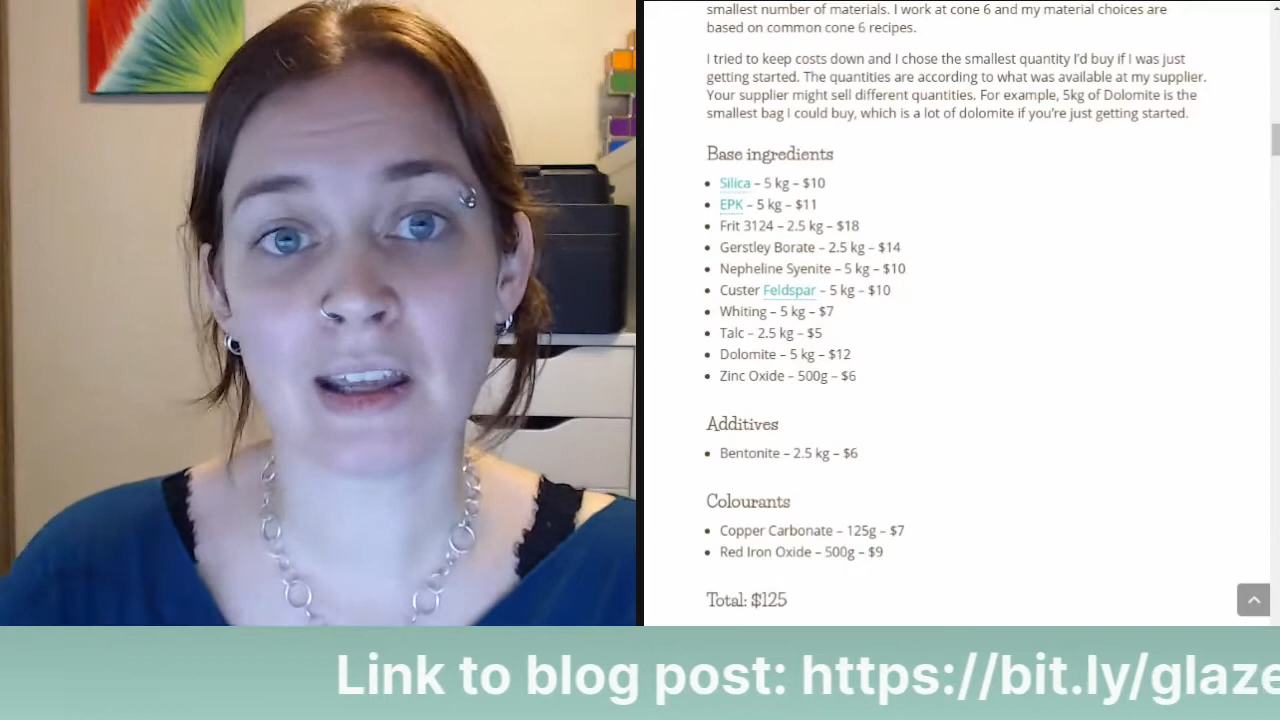 smallest number of materials. I work at cone 6 and my material choices are
based on common cone 6 recipes.
I tried to keep costs down and I chose the smallest quantity I'd buy if I was just
getting started. The quantities are according to what was available at my supplier.
Your supplier might sell different quantities. For example, 5kg of Dolomite is the
smallest bag I could buy, which is a lot of dolomite if you're just getting started.
Base ingredients
• Silica – 5 kg – $10
• EPK – 5 kg – $11
• Frit 3124 – 2.5 kg – $18
• Gerstley Borate – 2.5 kg – $14
• Nepheline Syenite – 5 kg – $10
• Custer Feldspar – 5 kg – $10
• Whiting – 5 kg – $7
• Talc – 2.5 kg – $5
• Dolomite – 5 kg – $12
• Zinc Oxide – 500g – $6
Additives
• Bentonite – 2.5 kg – $6
Colourants
• Copper Carbonate – 125g – $7
• Red Iron Oxide – 500g – $9
Total: $125
Link to blog post: https://bit.ly/glaze